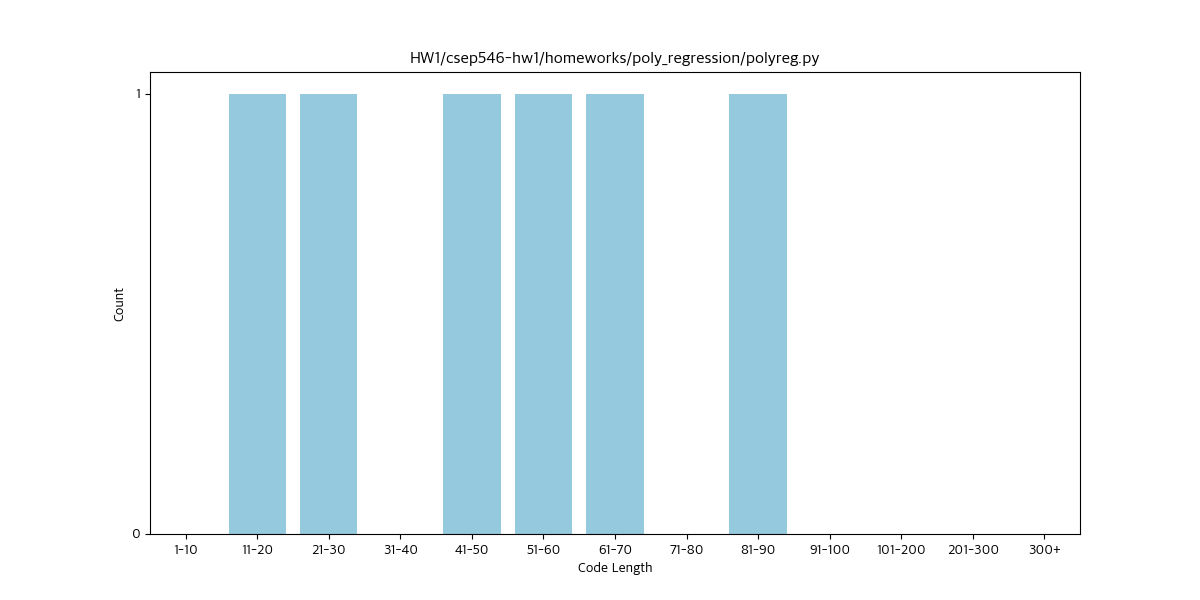 HW1/csep546-hw1/homeworks/poly_regression/polyreg.py
Count
1
0
1-10 11-20 21-30 31-40 41-50 51-60 61-70 71-80 81-90 91-100 101-200 201-300 300+
Code Length